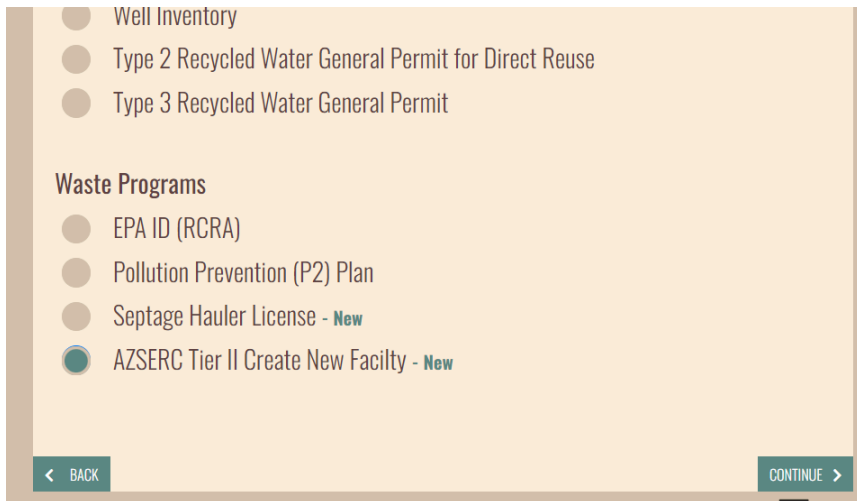 Well Inventory
Type 2 Recycled Water General Permit for Direct Reuse
Type 3 Recycled Water General Permit
Waste Programs
EPA ID (RCRA)
Pollution Prevention (P2) Plan
Septage Hauler License - New
AZSERC Tier II Create New Facilty - New
BACK
CONTINUE